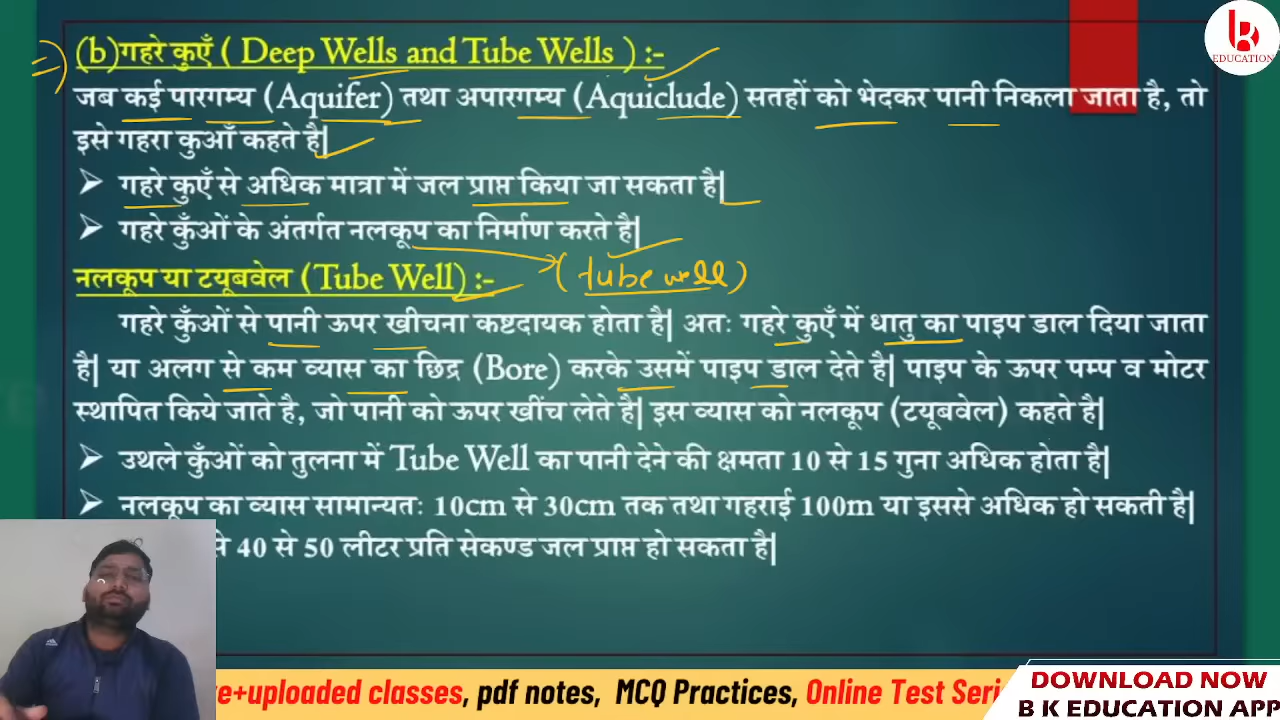 (b)गहरे कुएँ ( Deep Wells and Tube Wells ) :-
जब कई पारगम्य (Aquifer) तथा अपारगम्य (Aquiclude) सतहों को भेदकर पानी निकला जाता है, तो
इसे गहरा कुआँ कहते है|
➢ गहरे कुएँ से अधिक मात्रा में जल प्राप्त किया जा सकता है|
➢ गहरे कुँओं के अंतर्गत नलकूप का निर्माण करते है|
नलकूप या टयूबवेल (Tube Well) :- (tube well)
गहरे कुँओं से पानी ऊपर खीचना कष्टदायक होता है| अतः गहरे कुएँ में धातु का पाइप डाल दिया जाता
है| या अलग से कम व्यास का छिद्र (Bore) करके उसमें पाइप डाल देते है| पाइप के ऊपर पम्प व मोटर
स्थापित किये जाते है, जो पानी को ऊपर खींच लेते है| इस व्यास को नलकूप (टयूबवेल) कहते है|
➢ उथले कुँओं को तुलना में Tube Well का पानी देने की क्षमता 10 से 15 गुना अधिक होता है|
➢ नलकूप का व्यास सामान्यतः 10cm से 30cm तक तथा गहराई 100m या इससे अधिक हो सकती है|
से 40 से 50 लीटर प्रति सेकण्ड जल प्राप्त हो सकता है|
k
EDUCATION
e+uploaded classes, pdf notes, MCQ Practices, Online Test Seri
DOWNLOAD NOW
B K EDUCATION APP